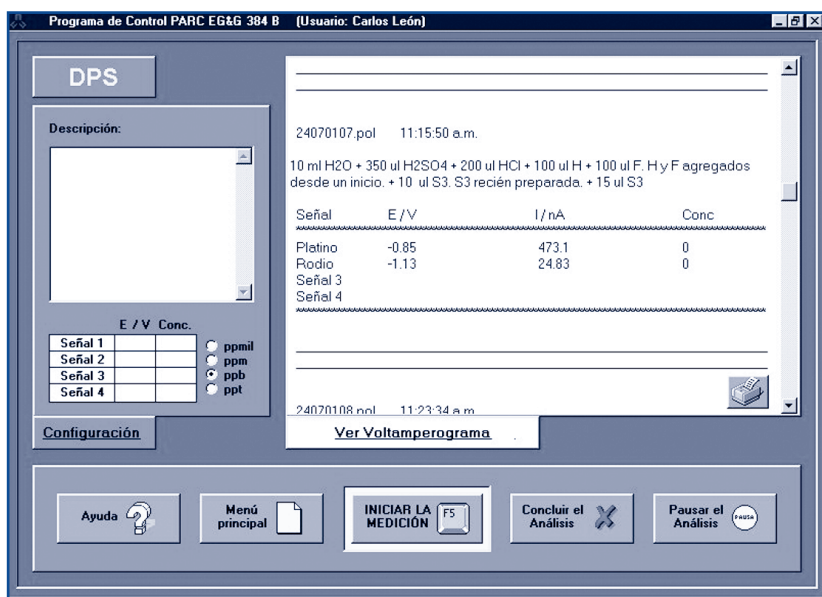 Programa de Control PARC EG&G 384 B (Usuario: Carlos León)
DPS
Descripción:
E / V Conc.
Señal 1
Señal 2
Señal 3
Señal 4
ppmil
ppm
ppb
ppt
Configuración
24070107.pol 11:15:50 a.m.
10 ml H2O + 350 ul H2SO4 + 200 ul HCl + 100 ul H + 100 ul F. H y F agregados
desde un inicio. + 10 ul S3. S3 recién preparada. + 15 ul S3
Señal E / V I / nA Conc
Platino -0.85 473.1 0
Rodio -1.13 24.83 0
Señal 3
Señal 4
24070108.pol 11:23:34 a.m.
Ver Voltamperograma
Ayuda
Menú
principal
INICIAR LA
MEDICIÓN
F5
Concluir el
Análisis
Pausar el
Análisis
PAUSA